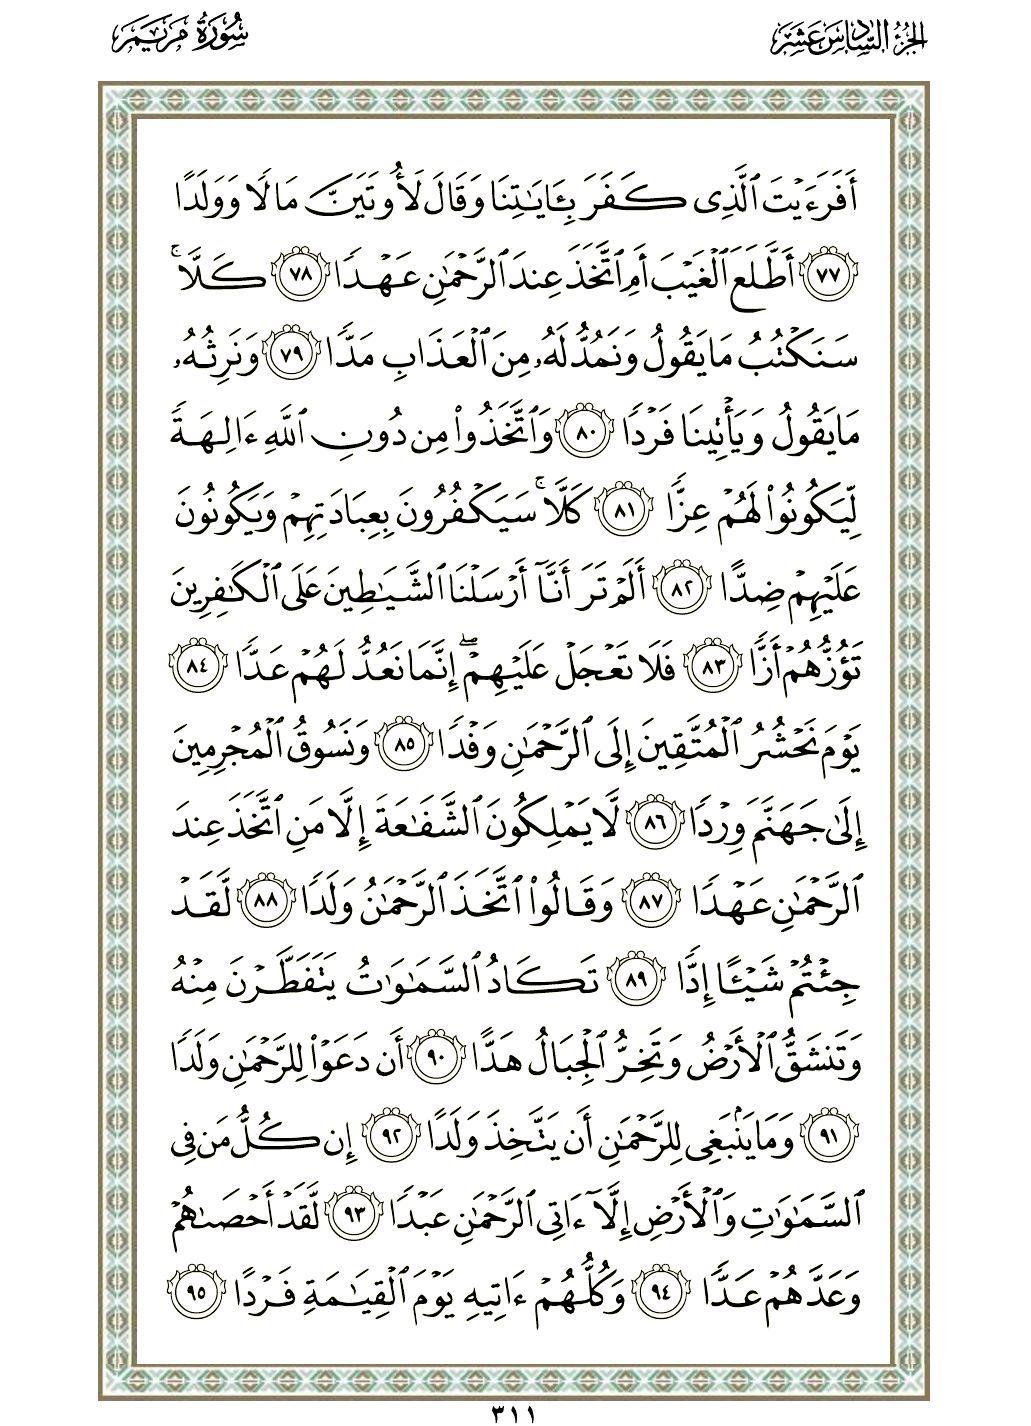 الجزء السادس عشر
سورة مريم
أَفَرَءَيْتَ ٱلَّذِى كَفَرَ بِـَٔايَـٰتِنَا وَقَالَ لَأُوتَيَنَّ مَالًا وَوَلَدًا
٧٧ أَطَّلَعَ ٱلْغَيْبَ أَمِ ٱتَّخَذَ عِندَ ٱلرَّحْمَـٰنِ عَهْدًا ٧٨ كَلَّا ۚ
سَنَكْتُبُ مَا يَقُولُ وَنَمُدُّ لَهُۥ مِنَ ٱلْعَذَابِ مَدًّا ٧٩ وَنَرِثُهُۥ
مَا يَقُولُ وَيَأْتِينَا فَرْدًا ٨٠ وَٱتَّخَذُوا۟ مِن دُونِ ٱللَّهِ ءَالِهَةً
لِّيَكُونُوا۟ لَهُمْ عِزًّا ٨١ كَلَّا ۚ سَيَكْفُرُونَ بِعِبَادَتِهِمْ وَيَكُونُونَ
عَلَيْهِمْ ضِدًّا ٨٢ أَلَمْ تَرَ أَنَّآ أَرْسَلْنَا ٱلشَّيَـٰطِينَ عَلَى ٱلْكَـٰفِرِينَ
تَؤُزُّهُمْ أَزًّا ٨٣ فَلَا تَعْجَلْ عَلَيْهِمْ ۖ إِنَّمَا نَعُدُّ لَهُمْ عَدًّا ٨٤
يَوْمَ نَحْشُرُ ٱلْمُتَّقِينَ إِلَى ٱلرَّحْمَـٰنِ وَفْدًا ٨٥ وَنَسُوقُ ٱلْمُجْرِمِينَ
إِلَىٰ جَهَنَّمَ وِرْدًا ٨٦ لَّا يَمْلِكُونَ ٱلشَّفَـٰعَةَ إِلَّا مَنِ ٱتَّخَذَ عِندَ
ٱلرَّحْمَـٰنِ عَهْدًا ٨٧ وَقَالُوا۟ ٱتَّخَذَ ٱلرَّحْمَـٰنُ وَلَدًا ٨٨ لَّقَدْ
جِئْتُمْ شَيْـًٔا إِدًّا ٨٩ تَكَادُ ٱلسَّمَـٰوَٰتُ يَتَفَطَّرْنَ مِنْهُ
وَتَنشَقُّ ٱلْأَرْضُ وَتَخِرُّ ٱلْجِبَالُ هَدًّا ٩٠ أَن دَعَوْا۟ لِلرَّحْمَـٰنِ وَلَدًا
٩١ وَمَا يَنۢبَغِى لِلرَّحْمَـٰنِ أَن يَتَّخِذَ وَلَدًا ٩٢ إِن كُلُّ مَن فِى
ٱلسَّمَـٰوَٰتِ وَٱلْأَرْضِ إِلَّآ ءَاتِى ٱلرَّحْمَـٰنِ عَبْدًا ٩٣ لَّقَدْ أَحْصَىٰهُمْ
وَعَدَّهُمْ عَدًّا ٩٤ وَكُلُّهُمْ ءَاتِيهِ يَوْمَ ٱلْقِيَـٰمَةِ فَرْدًا ٩٥
٣١١